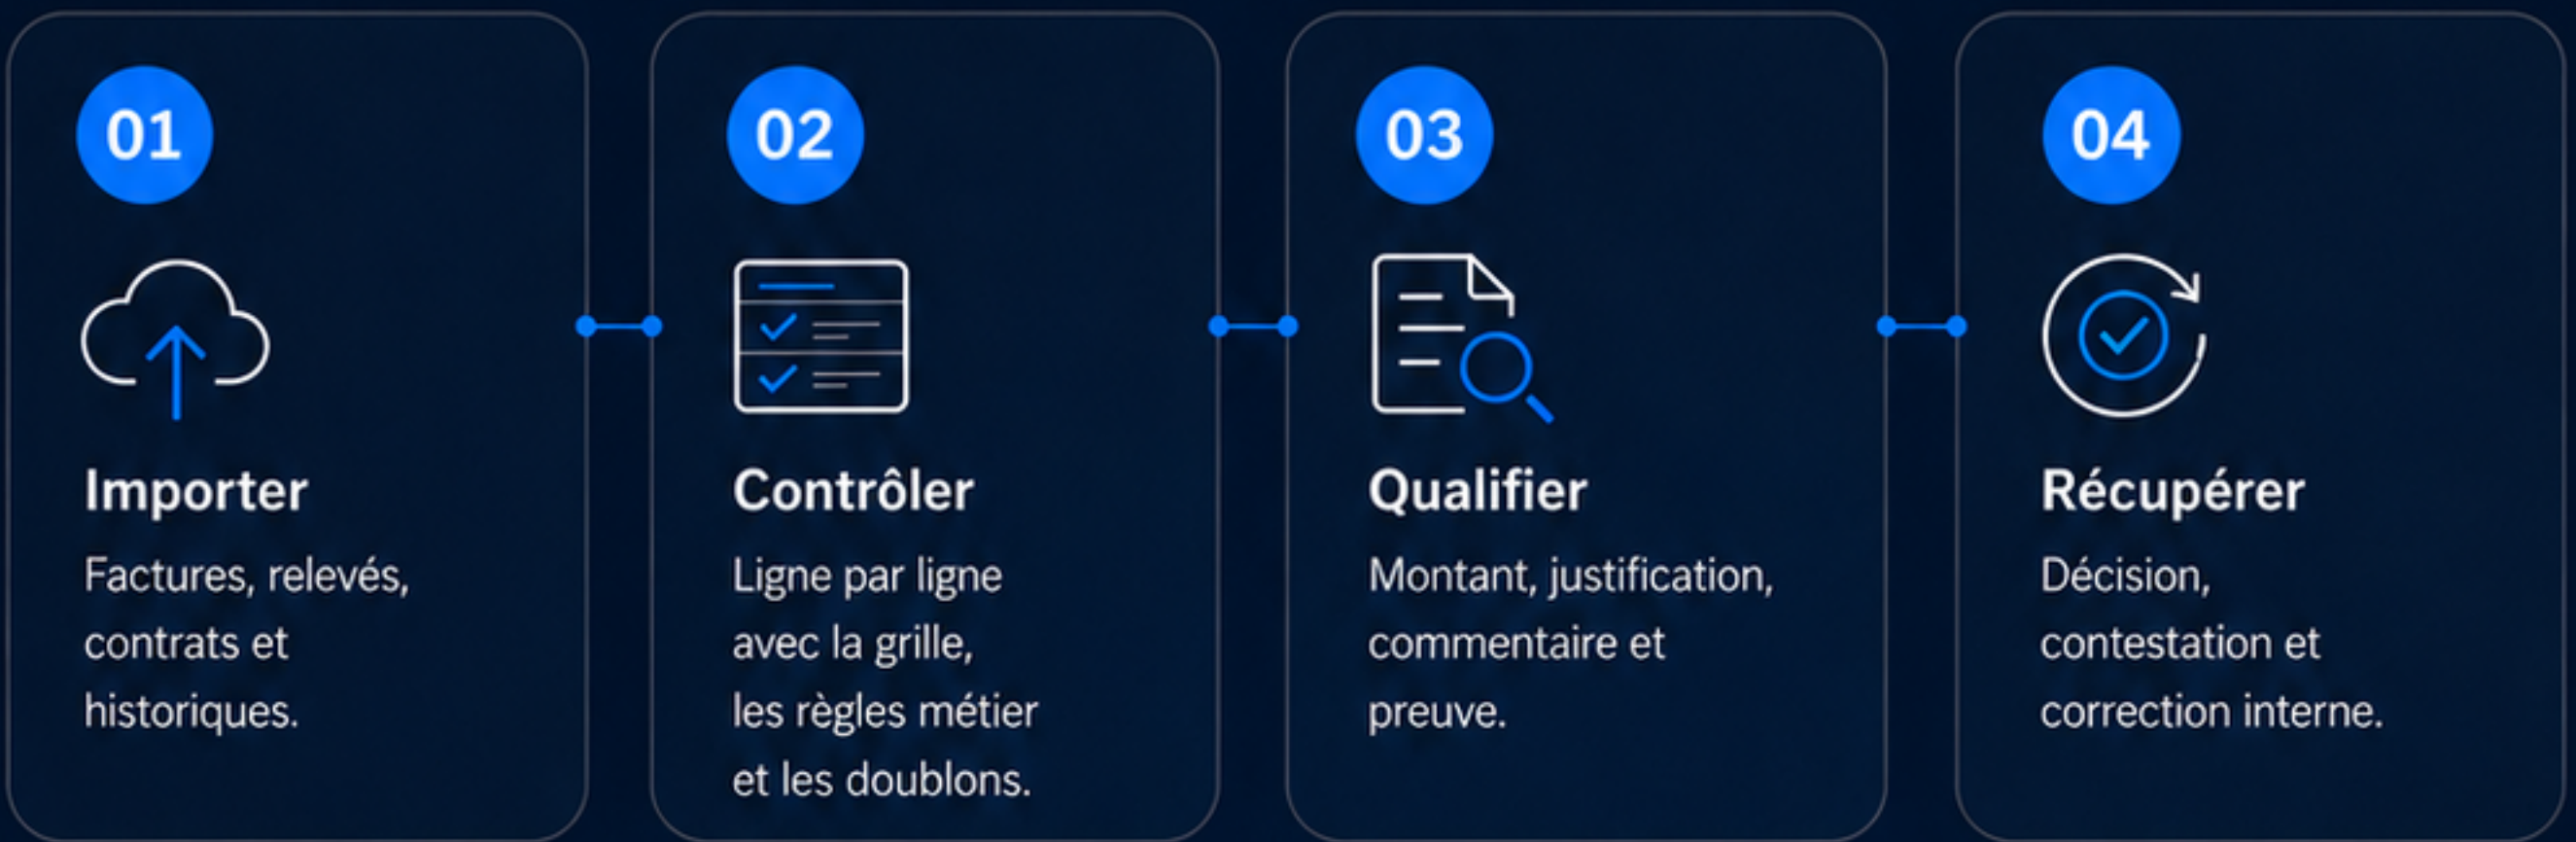 01
Importer
Factures, relevés,
contrats et
historiques.
02
Contrôler
Ligne par ligne
avec la grille,
les règles métier
et les doublons.
03
Qualifier
Montant, justification,
commentaire et
preuve.
04
Récupérer
Décision,
contestation et
correction interne.